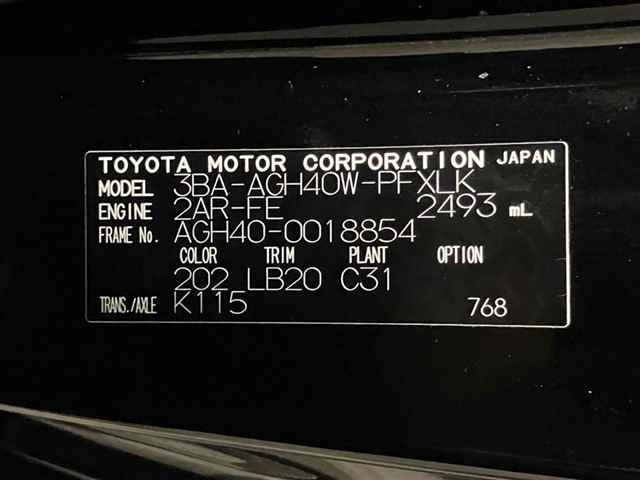 TOYOTA MOTOR CORPORATION JAPAN
MODEL 3BA-AGH40W-PFXLK
ENGINE 2AR-FE 2493 mL
FRAME No. AGH40-0018854
COLOR TRIM PLANT OPTION
202 LB20 C31
TRANS./AXLE K115 768